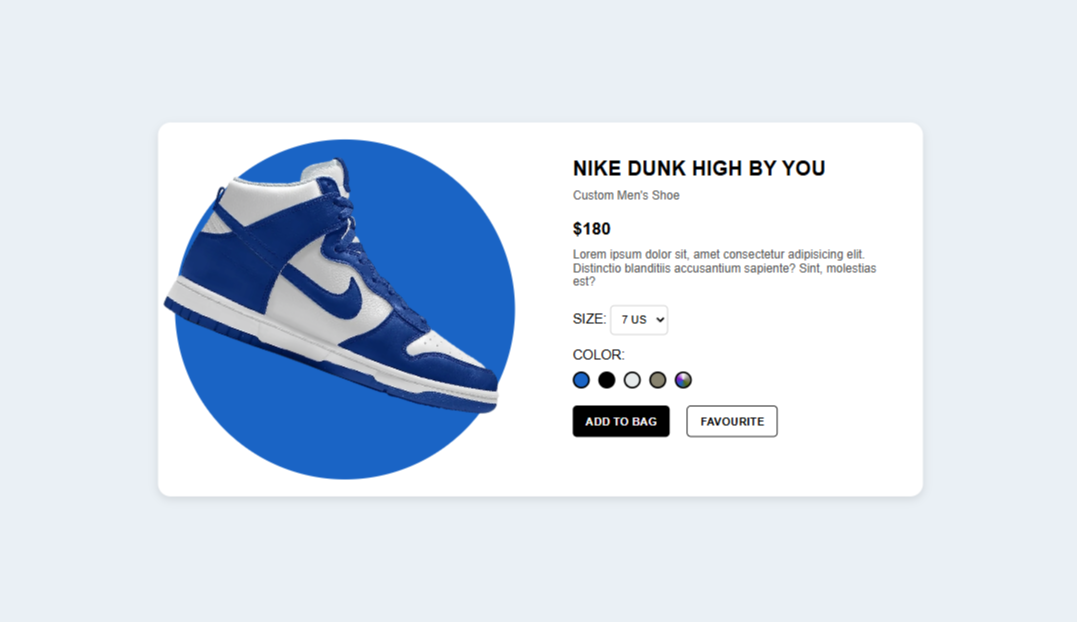 NIKE DUNK HIGH BY YOU
Custom Men's Shoe
$180
Lorem ipsum dolor sit, amet consectetur adipisicing elit.
Distinctio blanditiis accusantium sapiente? Sint, molestias
est?
SIZE: 7 US
COLOR:
ADD TO BAG FAVOURITE